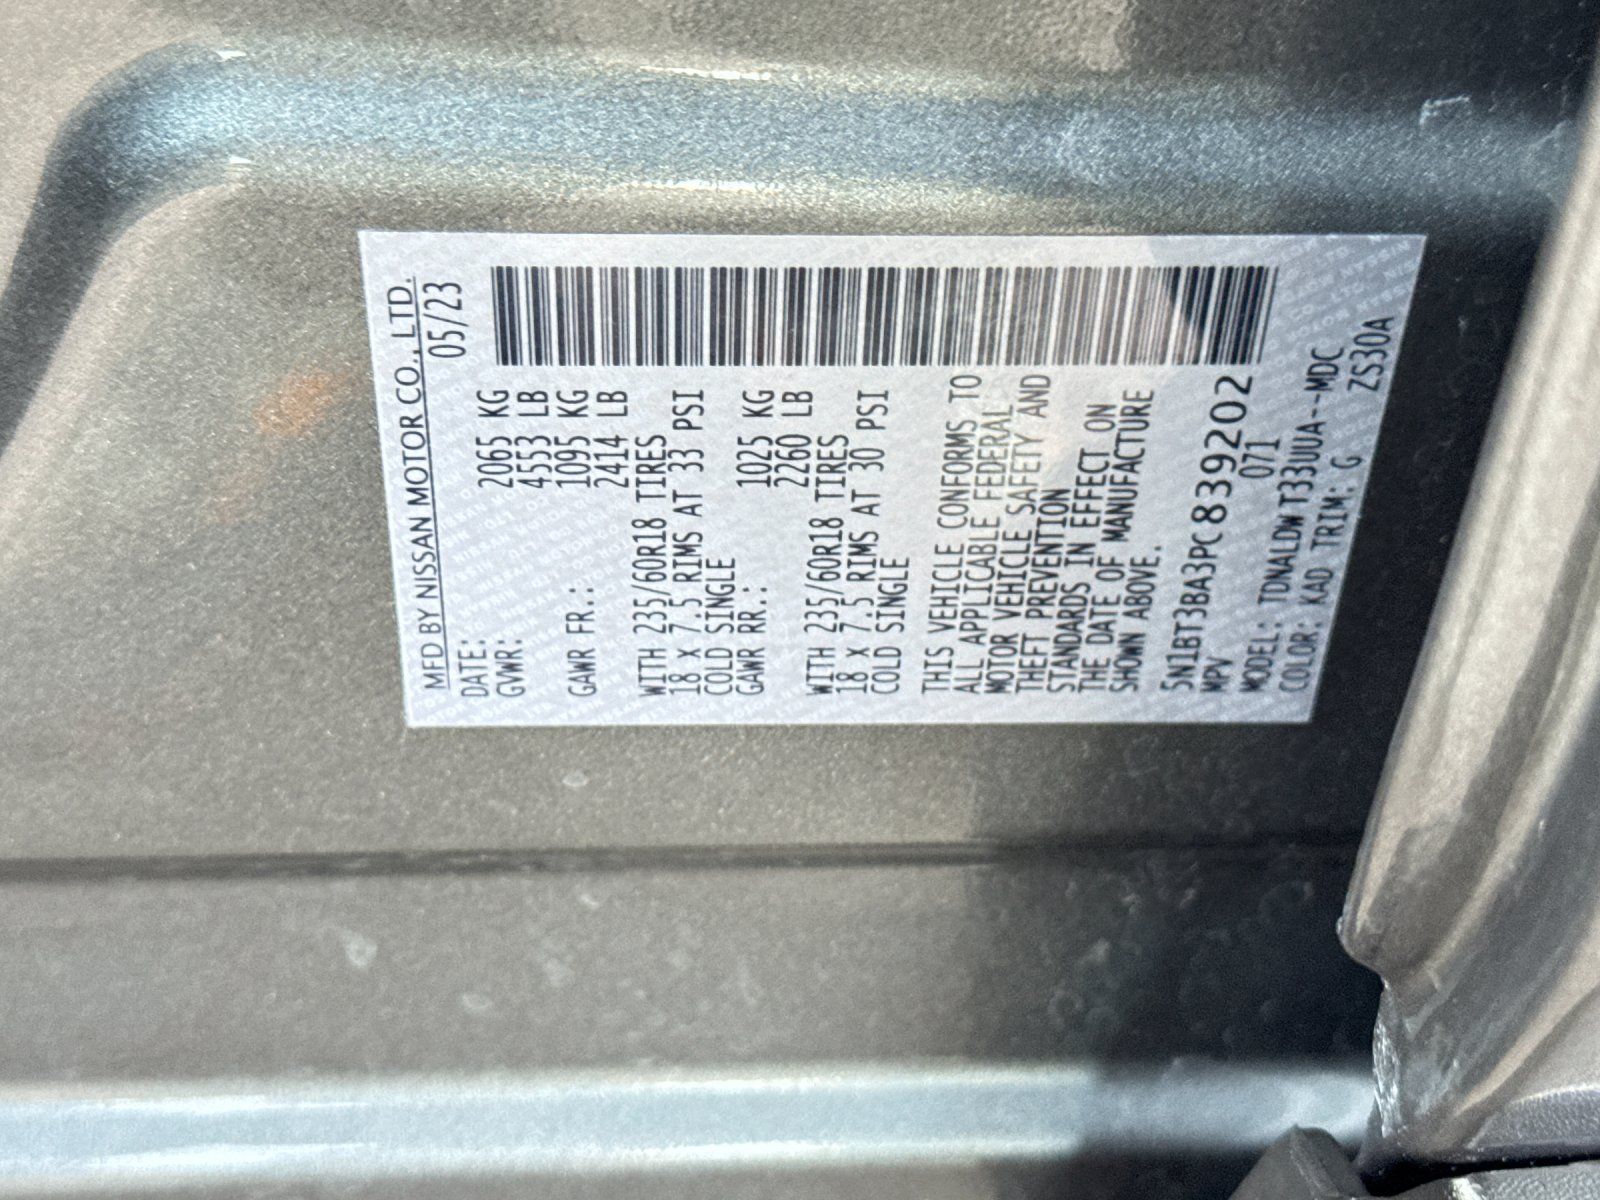 MFD BY NISSAN MOTOR CO., LTD.
DATE: 05/23
GVWR: 2065 KG
4553 LB
GAWR FR.: 1095 KG
2414 LB
WITH 235/60R18 TIRES
18 x 7.5 RIMS AT 33 PSI
COLD SINGLE
GAWR RR.: 1025 KG
2260 LB
WITH 235/60R18 TIRES
18 x 7.5 RIMS AT 30 PSI
COLD SINGLE
THIS VEHICLE CONFORMS TO
ALL APPLICABLE FEDERAL
MOTOR VEHICLE SAFETY AND
THEFT PREVENTION
STANDARDS IN EFFECT ON
THE DATE OF MANUFACTURE
SHOWN ABOVE.
5N1BT3BA3PC839202
MPV 071
MODEL: TDNALDWT33UUA--MDC
COLOR: KAD TRIM: G ZS30A